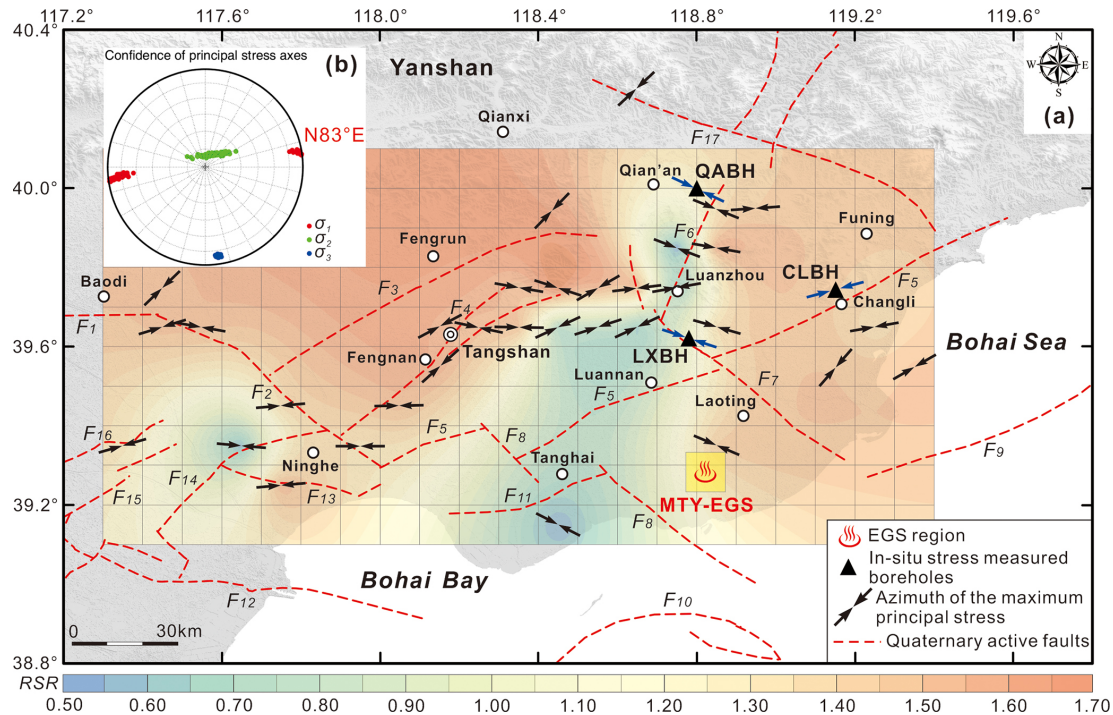 117.2° 117.6° 118.0° 118.4° 118.8° 119.2° 119.6°
40.4°
40.0°
39.6°
39.2°
38.8°
Confidence of principal stress axes
(b)
N83°E
σ1
σ2
σ3
(a)
N
W E
S
Yanshan
Qianxi
F17
Qian'an
QABH
Funing
Fengrun
F6
Luanzhou
CLBH
F5
Changli
Baodi
F3
F4
F1
Tangshan
Fengnan
LXBH
Bohai Sea
Luannan
F2
F5
F7
Laoting
F16
F5
F8
F9
Ninghe
Tanghai
F14
F15
F13
F11
MTY-EGS
F8
Bohai Bay
F12
F10
0 30km
EGS region
In-situ stress measured
boreholes
Azimuth of the maximum
principal stress
Quaternary active faults
RSR
0.50 0.60 0.70 0.80 0.90 1.00 1.10 1.20 1.30 1.40 1.50 1.60 1.70